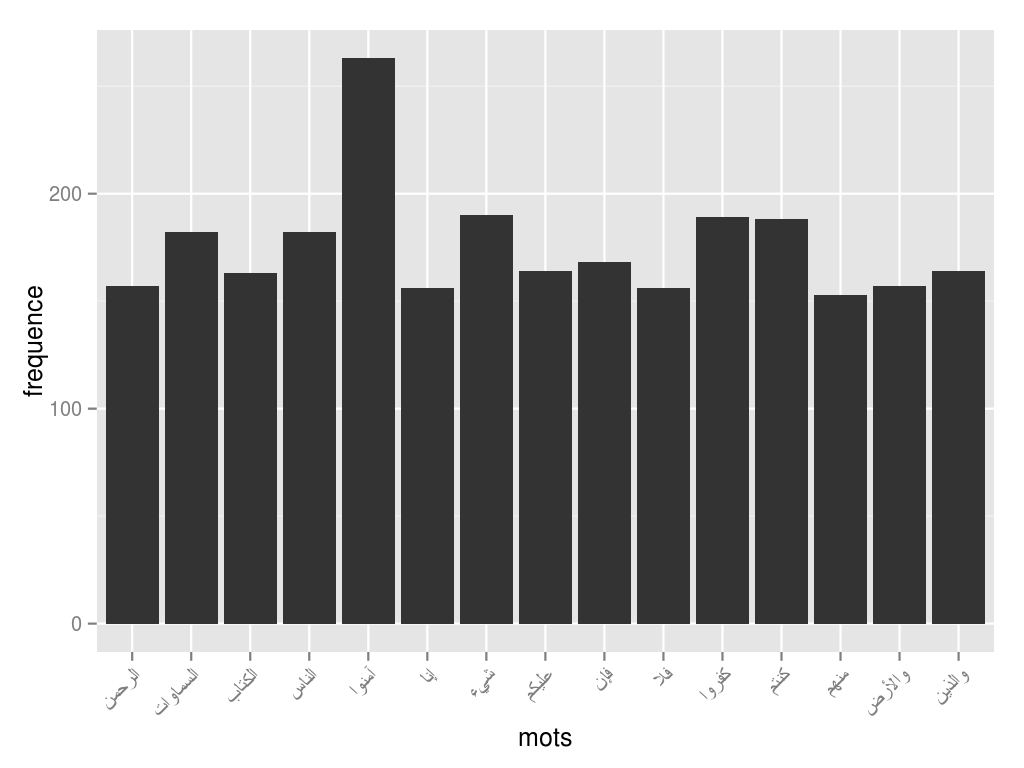 frequence
200
100
0
الرحمن
السماوات
الكتاب
الناس
آمنوا
إنا
شيء
عليكم
فإن
فلا
كفروا
كنتم
منهم
والأرض
والذين
mots